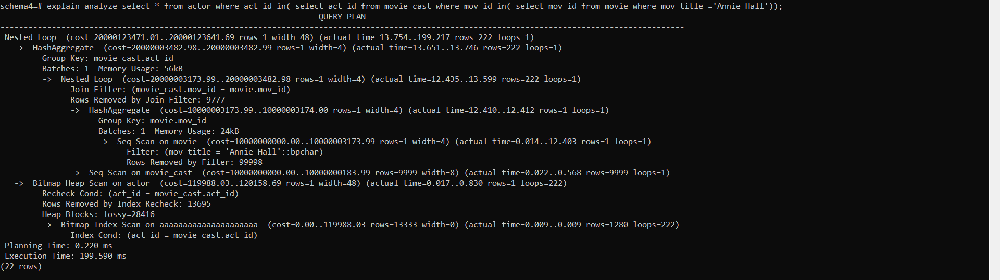 schema4=# explain analyze select * from actor where act_id in( select act_id from movie_cast where mov_id in( select mov_id from movie where mov_title ='Annie Hall'));
QUERY PLAN
---------------------------------------------------------------------------------------------------------------------------------------------------
Nested Loop  (cost=20000123471.01..20000123641.69 rows=1 width=48) (actual time=13.754..199.217 rows=222 loops=1)
  ->  HashAggregate  (cost=20000003482.98..20000003482.99 rows=1 width=4) (actual time=13.651..13.746 rows=222 loops=1)
        Group Key: movie_cast.act_id
        Batches: 1  Memory Usage: 56kB
        ->  Nested Loop  (cost=20000003173.99..20000003482.98 rows=1 width=4) (actual time=12.435..13.599 rows=222 loops=1)
              Join Filter: (movie_cast.mov_id = movie.mov_id)
              Rows Removed by Join Filter: 9777
              ->  HashAggregate  (cost=10000003173.99..10000003174.00 rows=1 width=4) (actual time=12.410..12.412 rows=1 loops=1)
                    Group Key: movie.mov_id
                    Batches: 1  Memory Usage: 24kB
                    ->  Seq Scan on movie  (cost=10000000000.00..10000003173.99 rows=1 width=4) (actual time=0.014..12.403 rows=1 loops=1)
                          Filter: (mov_title = 'Annie Hall'::bpchar)
                          Rows Removed by Filter: 99998
              ->  Seq Scan on movie_cast  (cost=10000000000.00..10000000183.99 rows=9999 width=8) (actual time=0.022..0.568 rows=9999 loops=1)
  ->  Bitmap Heap Scan on actor  (cost=119988.03..120158.69 rows=1 width=48) (actual time=0.017..0.830 rows=1 loops=222)
        Recheck Cond: (act_id = movie_cast.act_id)
        Rows Removed by Index Recheck: 13695
        Heap Blocks: lossy=28416
        ->  Bitmap Index Scan on aaaaaaaaaaaaaaaaaaaaa  (cost=0.00..119988.03 rows=13333 width=0) (actual time=0.009..0.009 rows=1280 loops=222)
              Index Cond: (act_id = movie_cast.act_id)
Planning Time: 0.220 ms
Execution Time: 199.590 ms
(22 rows)